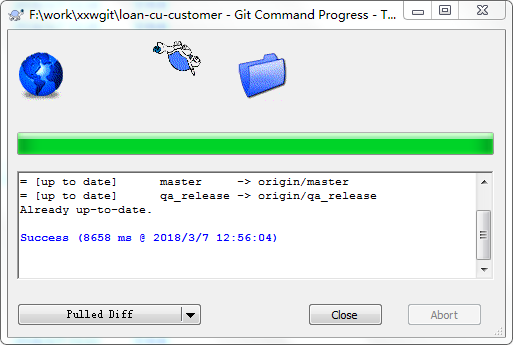 F:\work\xxwgit\loan-cu-customer - Git Command Progress - T...
= [up to date]      master     -> origin/master
= [up to date]      qa_release -> origin/qa_release
Already up-to-date.
Success (8658 ms @ 2018/3/7 12:56:04)
Pulled Diff
Close
Abort